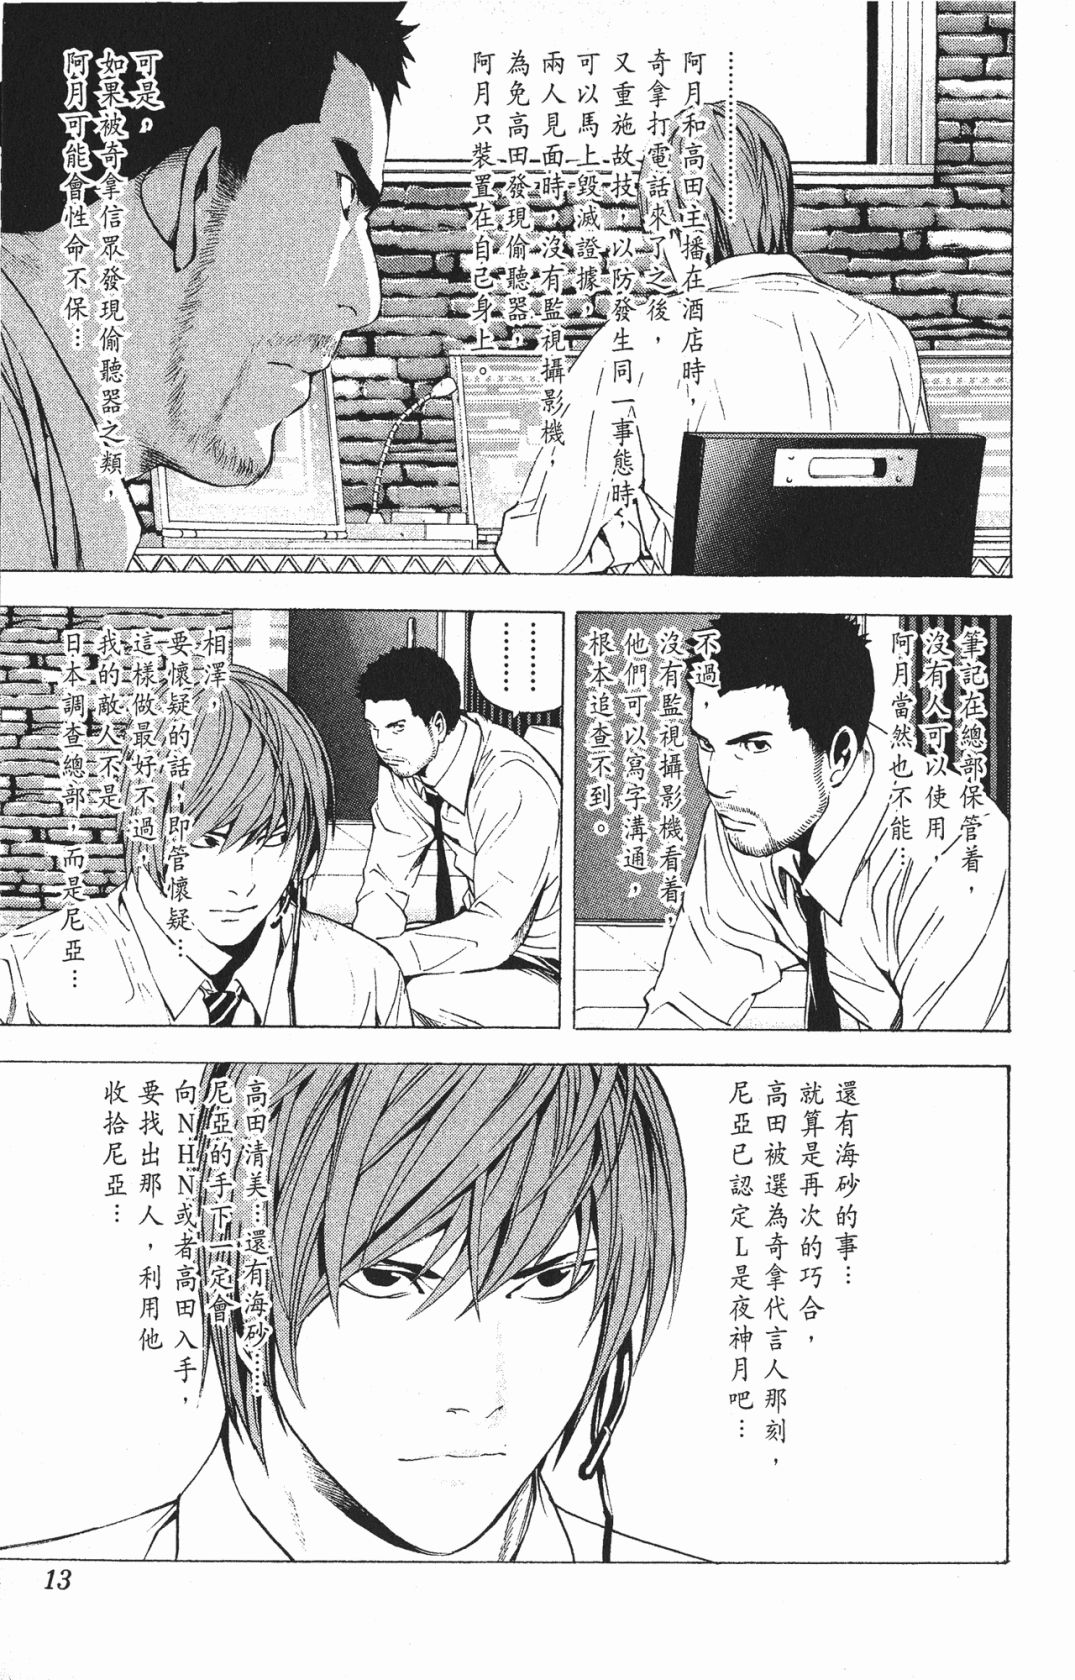 …………………
阿月和高田主播在酒店時，
奇拿打電話來了之後，
又重施故技，以防發生同一事態時，
可以馬上毀滅證據，
兩人見面時，沒有監視攝影機，
為免高田發現偷聽器，
阿月只裝置在自己身上。
可是，
如果被奇拿信眾發現偷聽器之類，
阿月可能會性命不保…
筆記在總部保管着，
沒有人可以使用，
阿月當然也不能…
不過，
沒有監視攝影機看着，
他們可以寫字溝通，
根本追查不到。
……
……
相澤，
要懷疑的話，即管懷疑…
這樣做最好不過，
我的敵人不是
日本調查總部，而是尼亞…
還有海砂的事…
就算是再次的巧合，
高田被選為奇拿代言人那刻，
尼亞已認定L是夜神月吧…
高田清美…還有海砂……
尼亞的手下一定會
向NHN或者高田入手，
要找出那人，利用他
收拾尼亞…
13